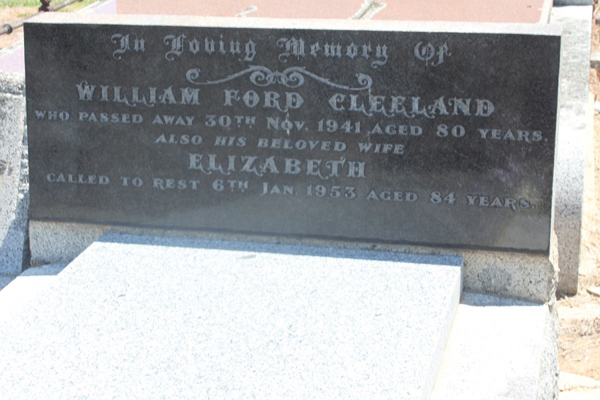 In Loving Memory Of
WILLIAM FORD CLEELAND
WHO PASSED AWAY 30TH NOV. 1941 AGED 80 YEARS.
ALSO HIS BELOVED WIFE
ELIZABETH
CALLED TO REST 6TH JAN. 1953 AGED 84 YEARS.